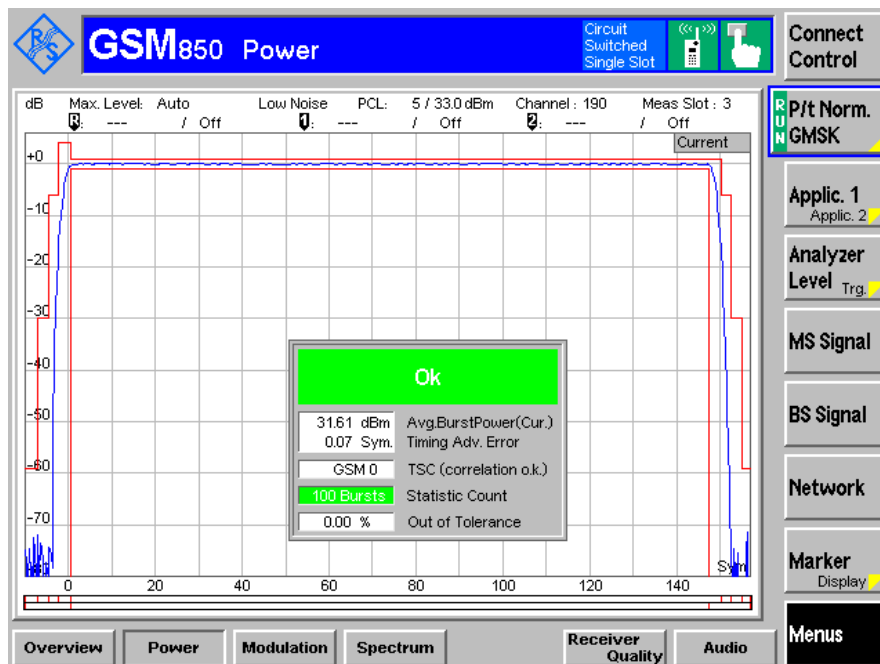 R S
GSM850 Power
Circuit Switched Single Slot
Connect Control
dB Max. Level: Auto Low Noise PCL: 5 / 33.0 dBm Channel : 190 Meas Slot : 3
R: --- / Off 1: --- / Off 2: --- / Off
Current
RUN
P/t Norm. GMSK
+0
-10
-20
-30
-40
-50
-60
-70
Applic. 1
Applic. 2
Analyzer Level Trg.
MS Signal
BS Signal
Network
Marker
Display
Menus
Ok
31.61 dBm Avg.BurstPower(Cur.)
0.07 Sym. Timing Adv. Error
GSM 0 TSC (correlation o.k.)
100 Bursts Statistic Count
0.00 % Out of Tolerance
Sym
0 20 40 60 80 100 120 140
Overview Power Modulation Spectrum Receiver Quality Audio